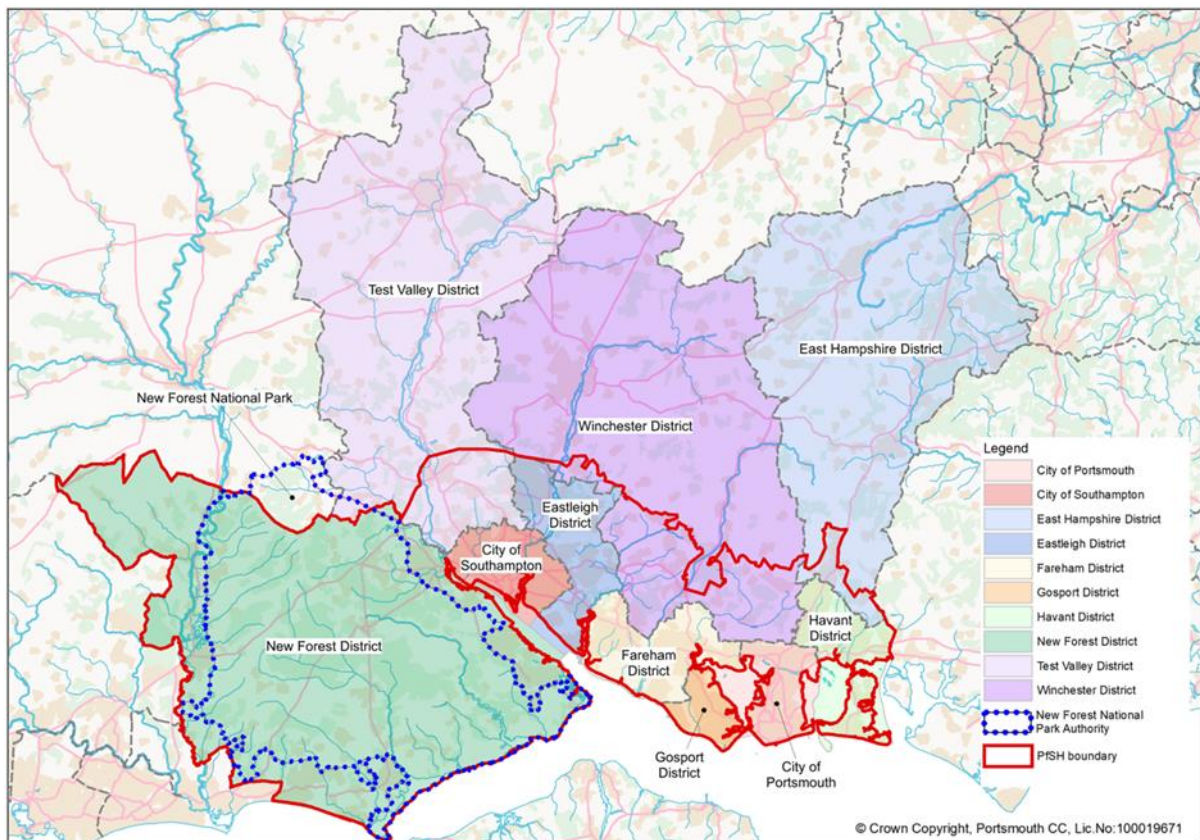 Test Valley District
East Hampshire District
New Forest National Park
Winchester District
Eastleigh
District
City of
Southampton
Havant
District
New Forest District
Fareham
District
Gosport
District
City of
Portsmouth
Legend
City of Portsmouth
City of Southampton
East Hampshire District
Eastleigh District
Fareham District
Gosport District
Havant District
New Forest District
Test Valley District
Winchester District
New Forest National
Park Authority
PfSH boundary
© Crown Copyright, Portsmouth CC, Lic.No:100019671